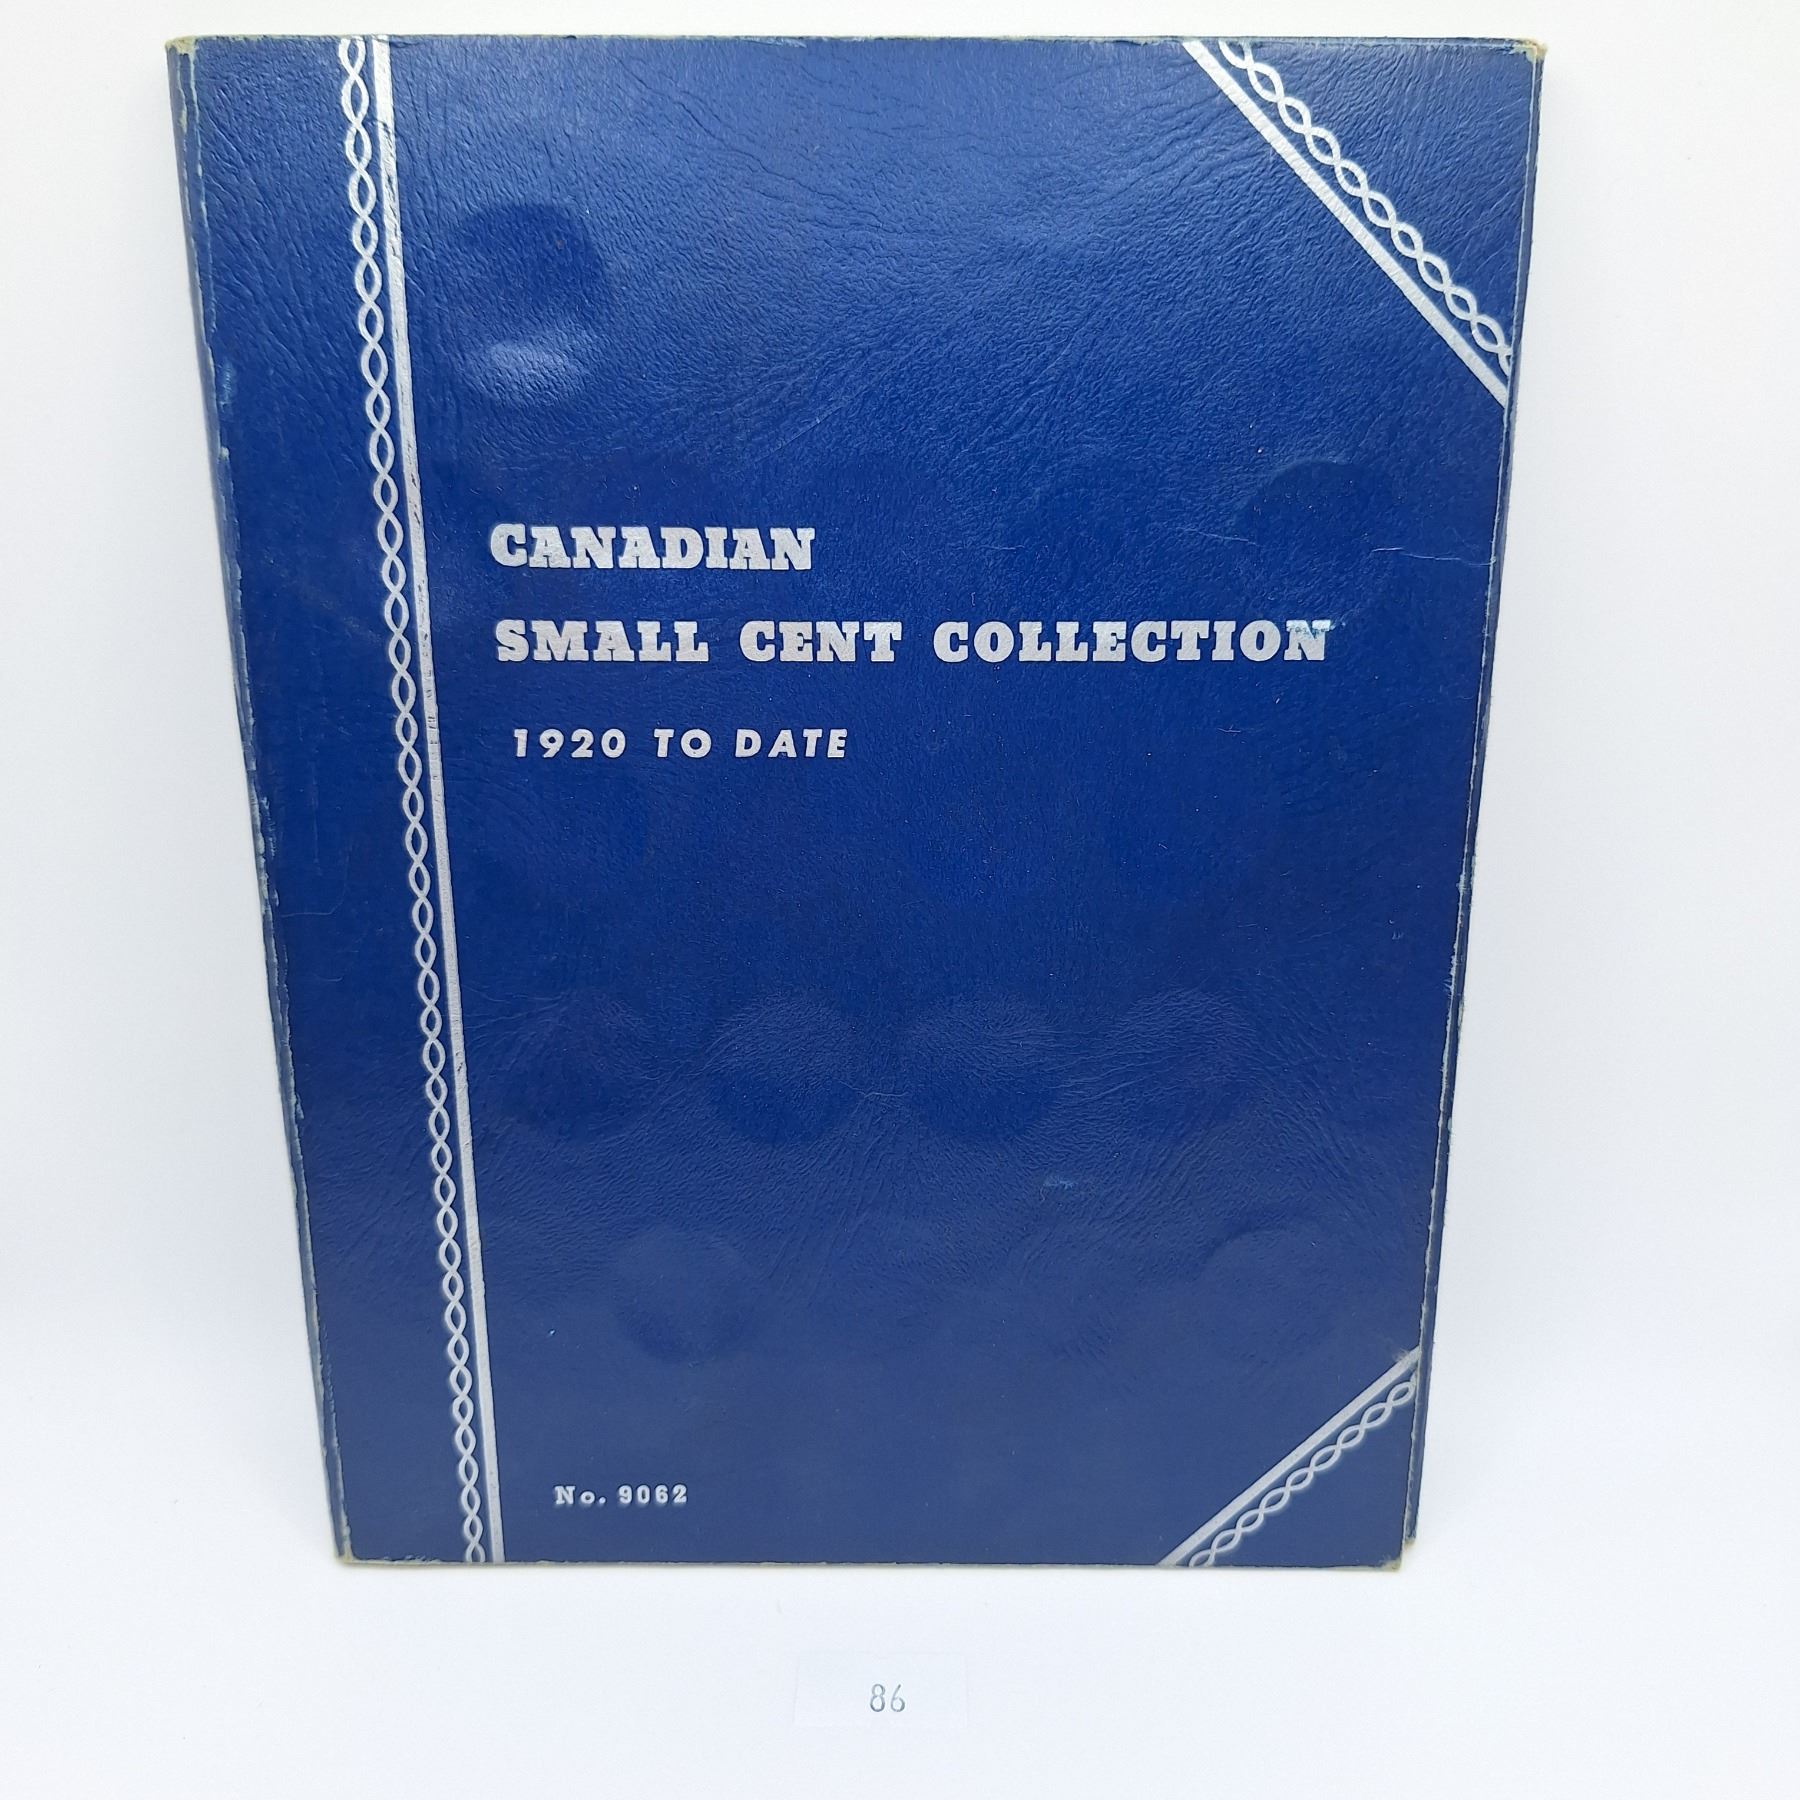 CANADIAN
SMALL CENT COLLECTION
1920 TO DATE
No. 9062
86